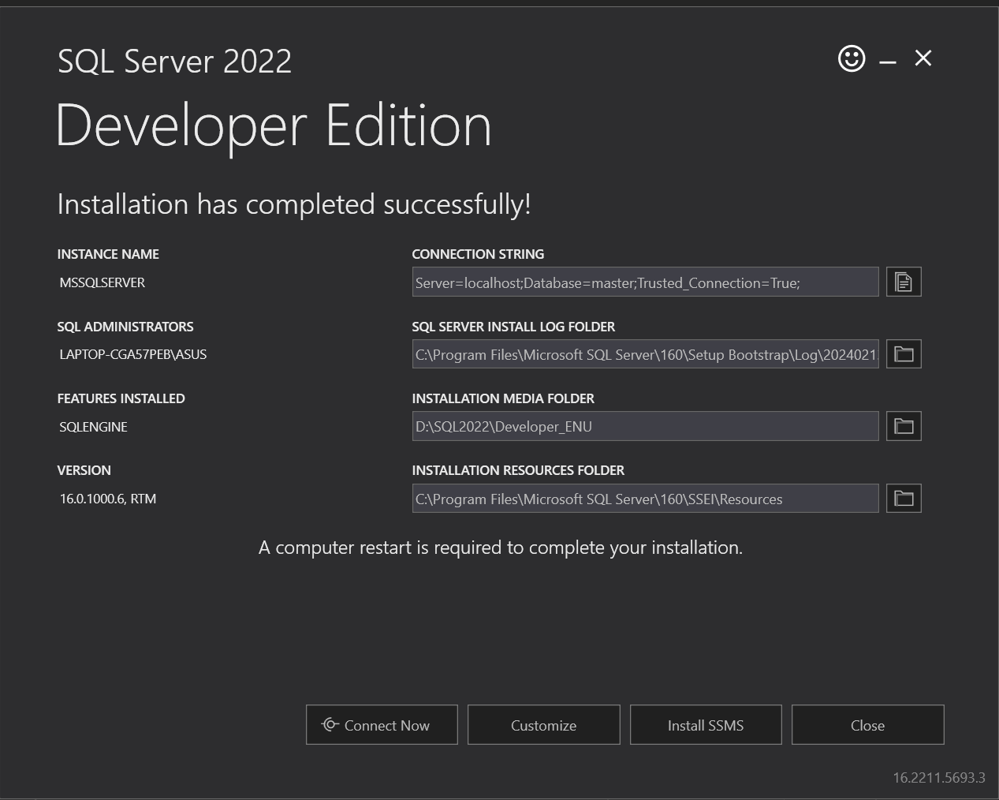 SQL Server 2022
Developer Edition
Installation has completed successfully!
INSTANCE NAME
MSSQLSERVER
CONNECTION STRING
Server=localhost;Database=master;Trusted_Connection=True;
SQL ADMINISTRATORS
LAPTOP-CGA57PEB\ASUS
SQL SERVER INSTALL LOG FOLDER
C:\Program Files\Microsoft SQL Server\160\Setup Bootstrap\Log\2024021
FEATURES INSTALLED
SQLENGINE
INSTALLATION MEDIA FOLDER
D:\SQL2022\Developer_ENU
VERSION
16.0.1000.6, RTM
INSTALLATION RESOURCES FOLDER
C:\Program Files\Microsoft SQL Server\160\SSEI\Resources
A computer restart is required to complete your installation.
Connect Now
Customize
Install SSMS
Close
16.2211.5693.3